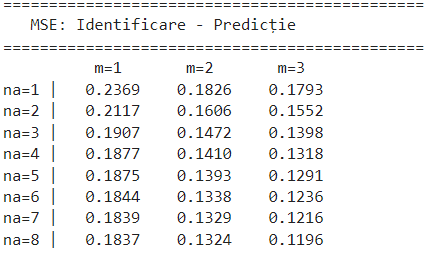 ==========================================
MSE: Identificare - Predicție
==========================================
m=1 m=2 m=3
na=1 | 0.2369 0.1826 0.1793
na=2 | 0.2117 0.1606 0.1552
na=3 | 0.1907 0.1472 0.1398
na=4 | 0.1877 0.1410 0.1318
na=5 | 0.1875 0.1393 0.1291
na=6 | 0.1844 0.1338 0.1236
na=7 | 0.1839 0.1329 0.1216
na=8 | 0.1837 0.1324 0.1196